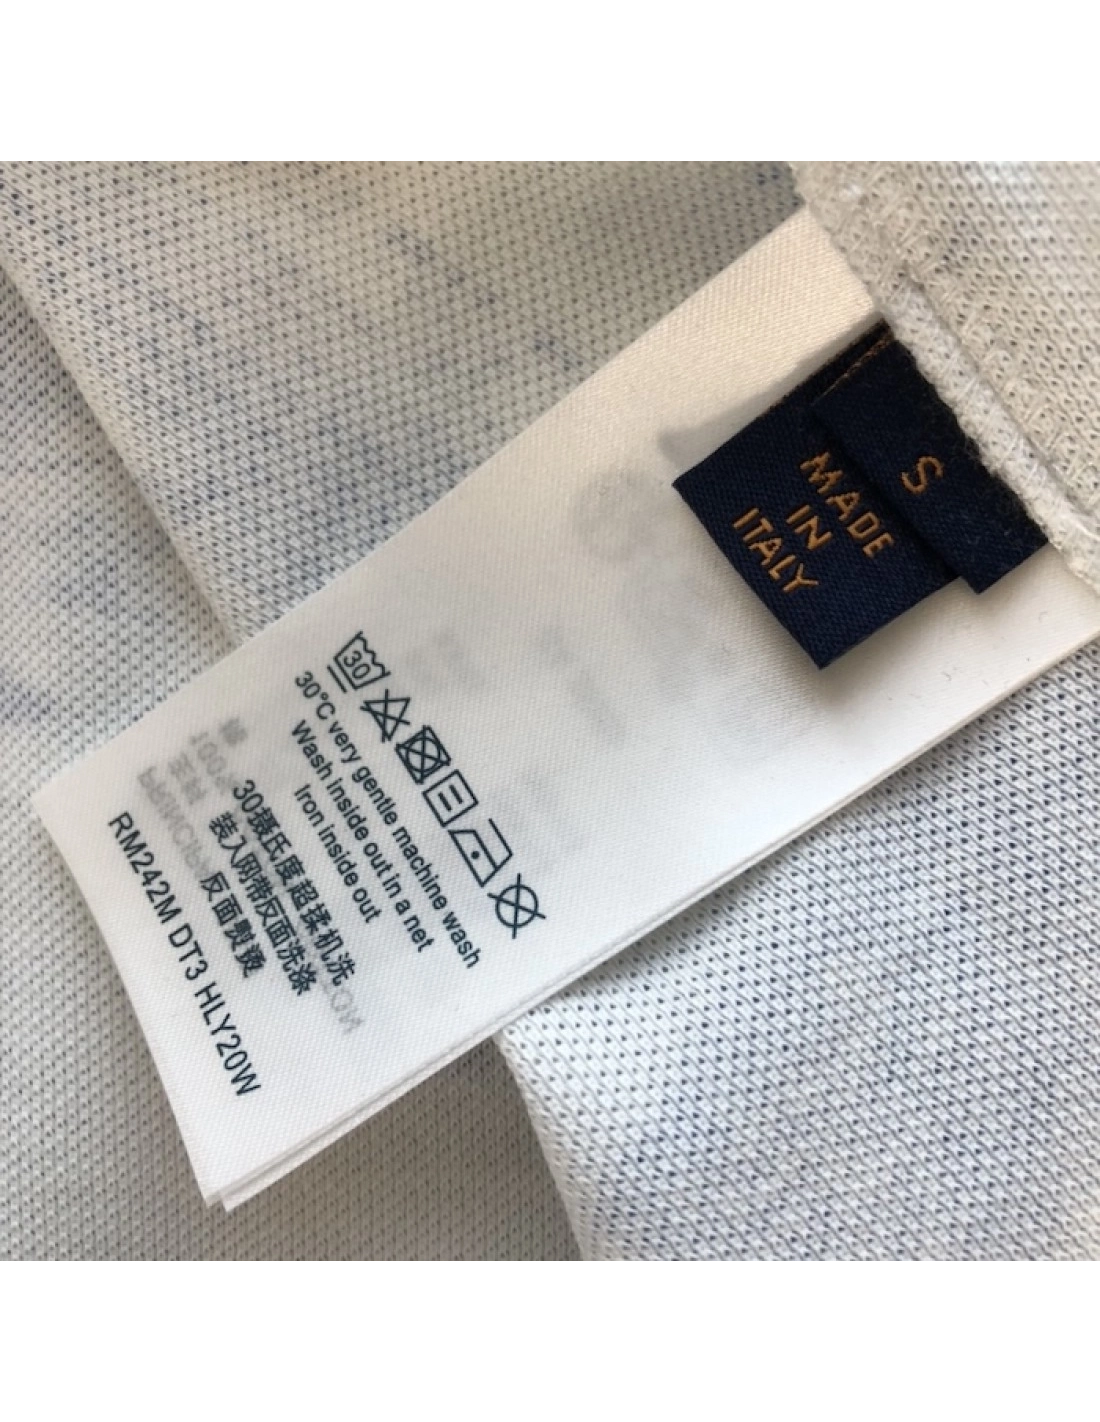 S
MADE
IN
ITALY
30
30°C very gentle machine wash
Wash inside out in a net
Iron inside out
30摄氏度超揉机洗
装入网带反面洗涤
反面熨烫
RM242M DT3 HLY20W